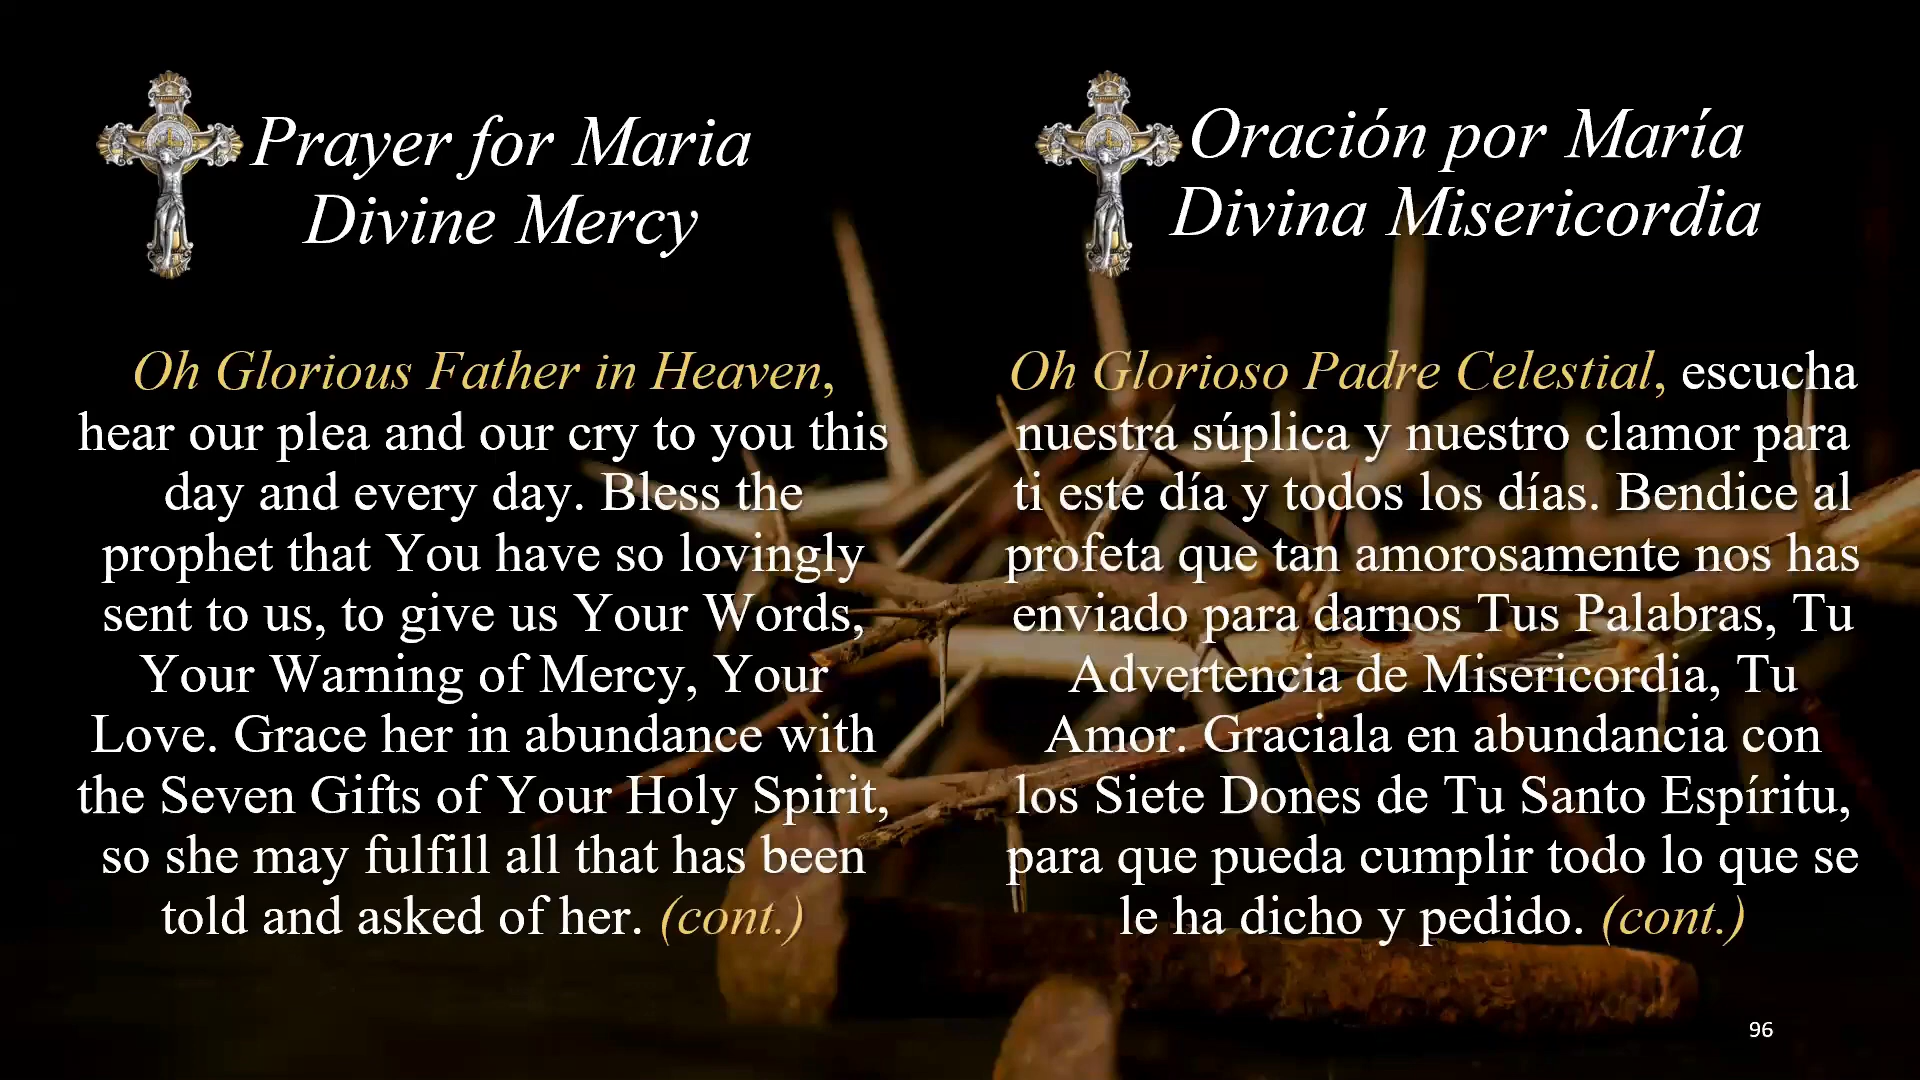 Prayer for Maria
Divine Mercy
Oh Glorious Father in Heaven,
hear our plea and our cry to you this
day and every day. Bless the
prophet that You have so lovingly
sent to us, to give us Your Words,
Your Warning of Mercy, Your
Love. Grace her in abundance with
the Seven Gifts of Your Holy Spirit,
so she may fulfill all that has been
told and asked of her. (cont.)
Oración por María
Divina Misericordia
Oh Glorioso Padre Celestial, escucha
nuestra súplica y nuestro clamor para
ti este día y todos los días. Bendice al
profeta que tan amorosamente nos has
enviado para darnos Tus Palabras, Tu
Advertencia de Misericordia, Tu
Amor. Graciala en abundancia con
los Siete Dones de Tu Santo Espíritu,
para que pueda cumplir todo lo que se
le ha dicho y pedido. (cont.)
96